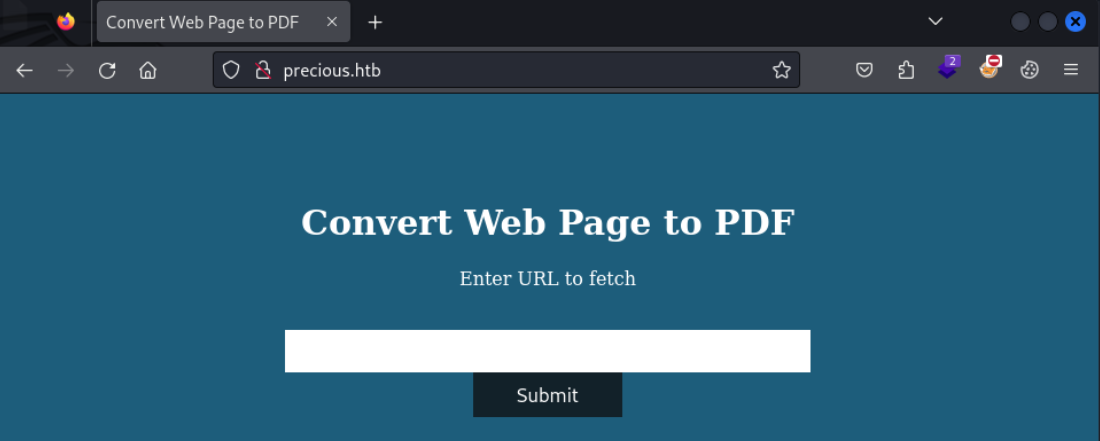 Convert Web Page to PDF
precious.htb
2
Convert Web Page to PDF
Enter URL to fetch
Submit